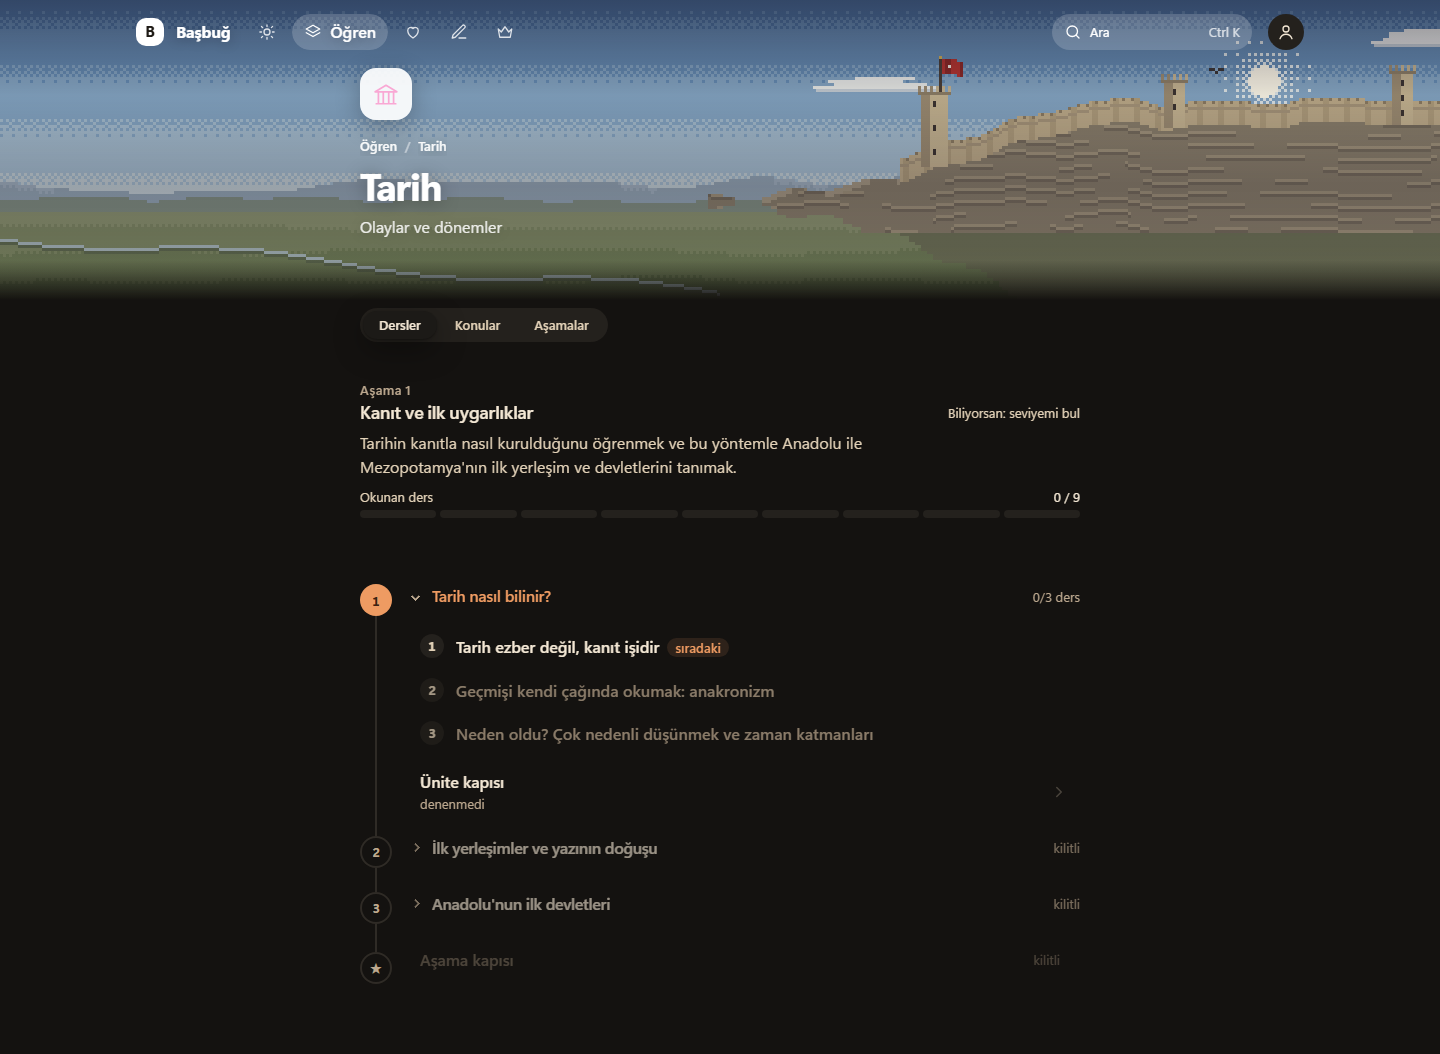 B Başbuğ Öğren Ara Ctrl K
Öğren / Tarih
Tarih
Olaylar ve dönemler
Dersler Konular Aşamalar
Aşama 1
Kanıt ve ilk uygarlıklar Biliyorsan: seviyemi bul
Tarihin kanıtla nasıl kurulduğunu öğrenmek ve bu yöntemle Anadolu ile
Mezopotamya'nın ilk yerleşim ve devletlerini tanımak.
Okunan ders 0 / 9
1 Tarih nasıl bilinir? 0/3 ders
1 Tarih ezber değil, kanıt işidir sıradaki
2 Geçmişi kendi çağında okumak: anakronizm
3 Neden oldu? Çok nedenli düşünmek ve zaman katmanları
Ünite kapısı
denenmedi
2 İlk yerleşimler ve yazının doğuşu kilitli
3 Anadolu'nun ilk devletleri kilitli
Aşama kapısı kilitli